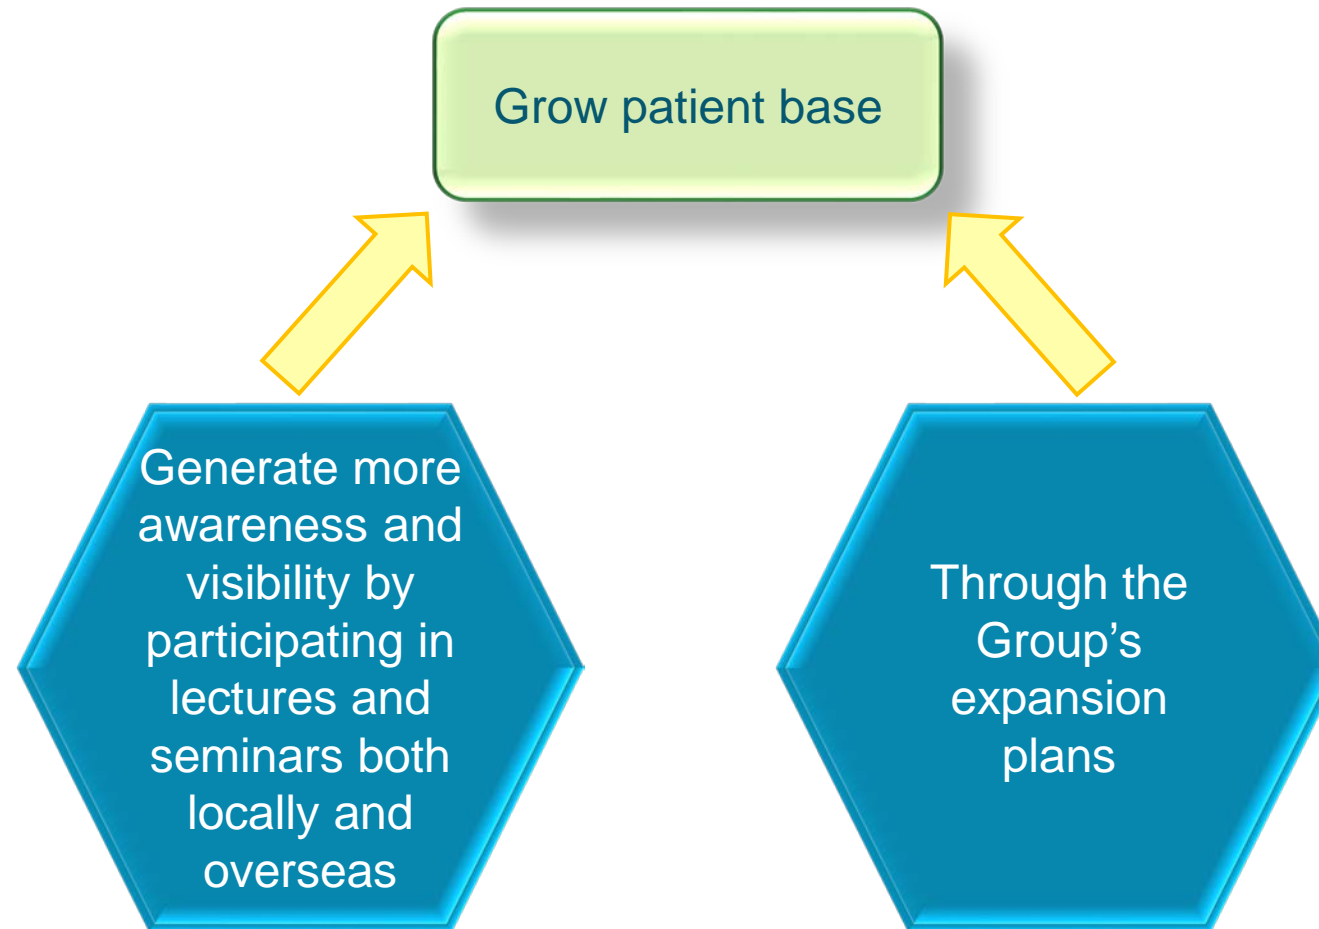 Grow patient base
Generate more
awareness and
visibility by
participating in
lectures and
seminars both
locally and
overseas
Through the
Group’s
expansion
plans